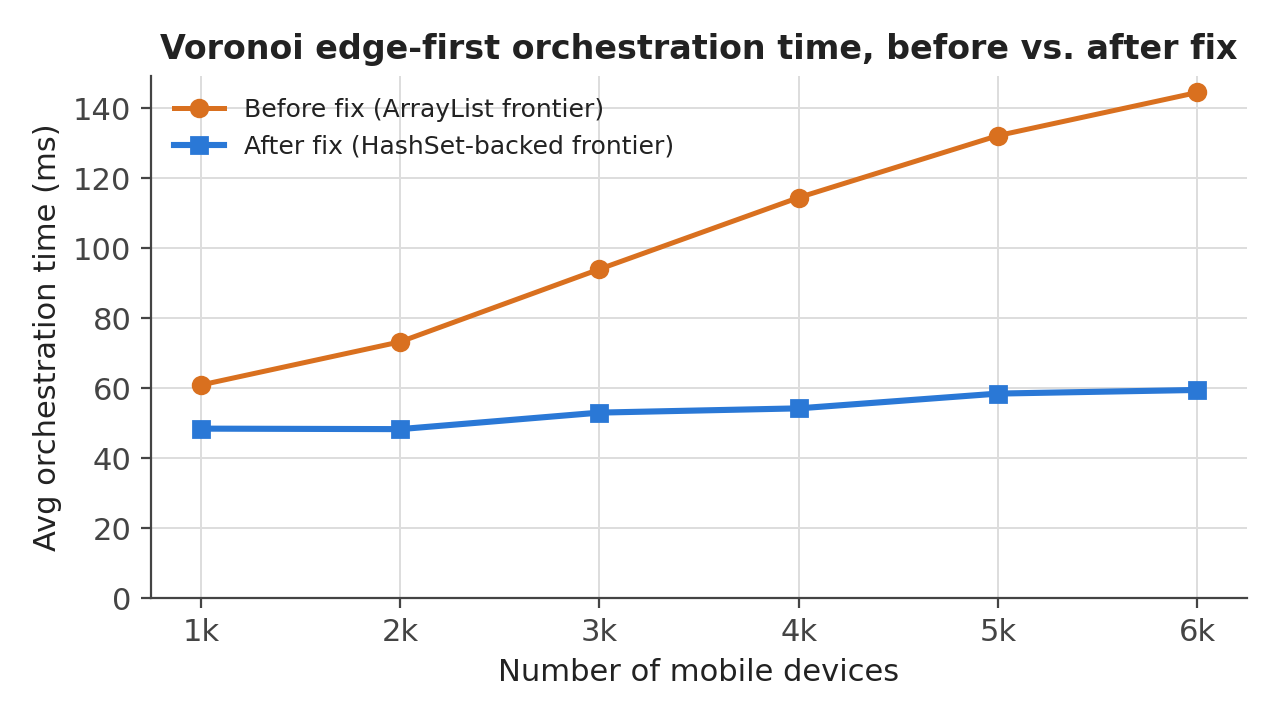 Voronoi edge-first orchestration time, before vs. after fix
Before fix (ArrayList frontier)
After fix (HashSet-backed frontier)
Avg orchestration time (ms)
140
120
100
80
60
40
20
0
1k 2k 3k 4k 5k 6k
Number of mobile devices